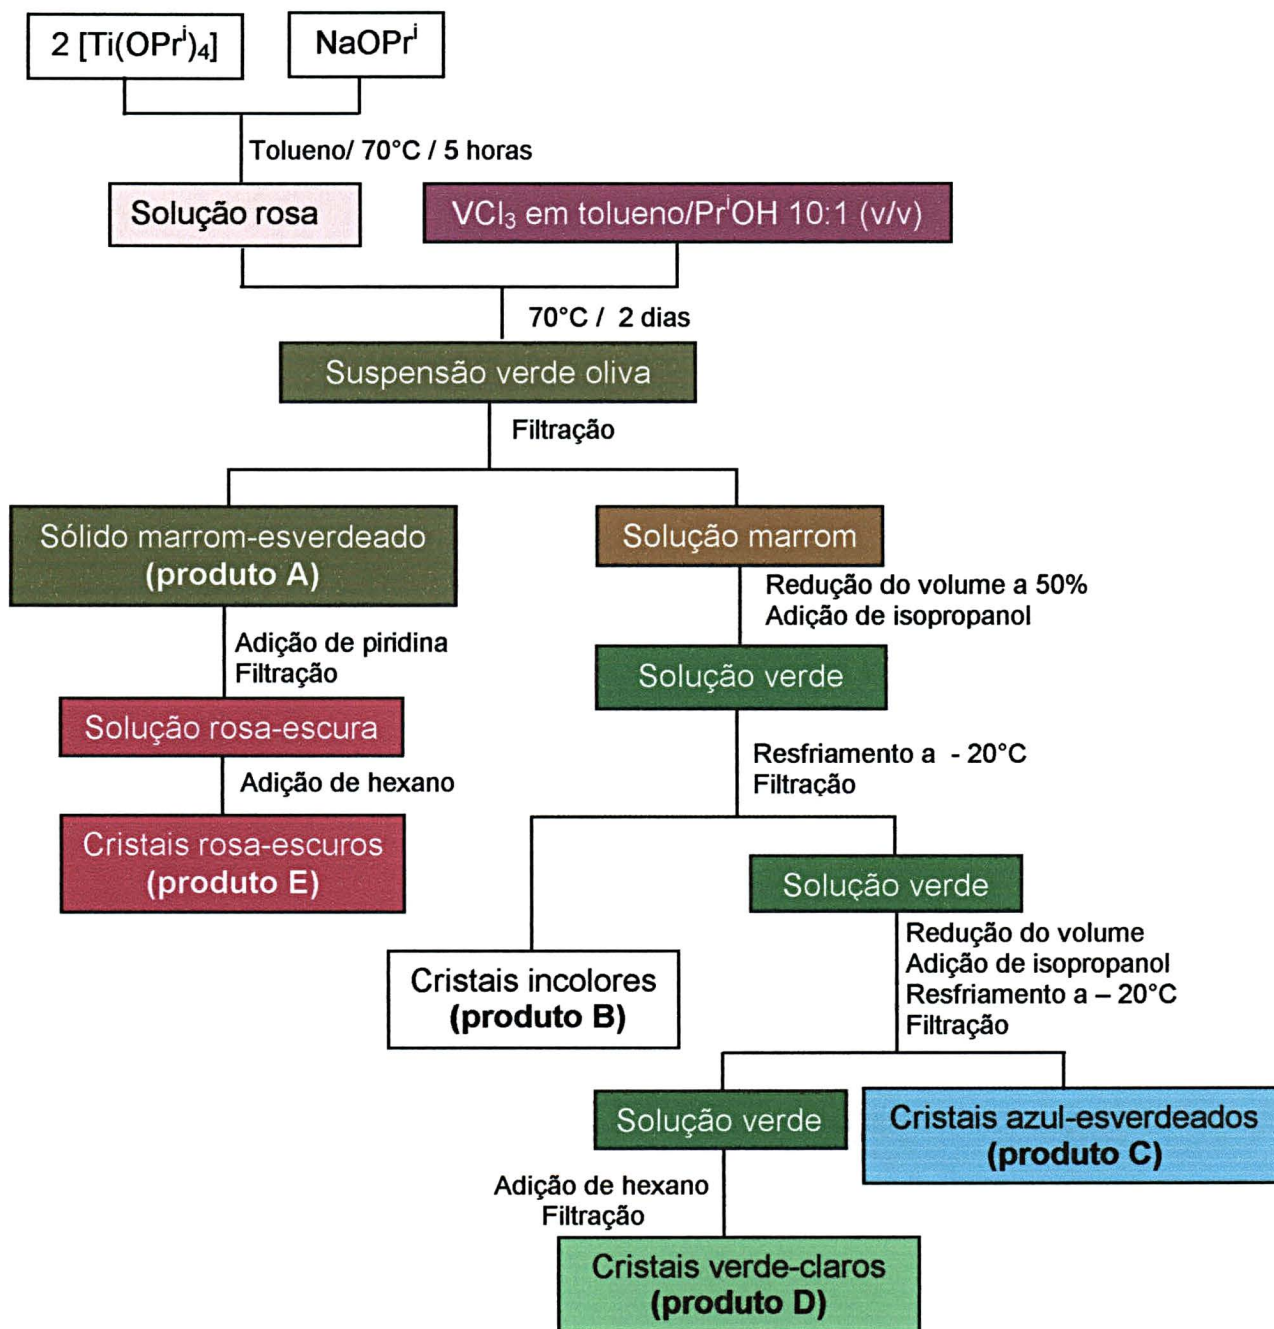 2 [Ti(OPrⁱ)₄]
NaOPrⁱ
Tolueno/ 70°C / 5 horas
Solução rosa
VCl₃ em tolueno/PrⁱOH 10:1 (v/v)
70°C / 2 dias
Suspensão verde oliva
Filtração
Sólido marrom-esverdeado
(produto A)
Solução marrom
Redução do volume a 50%
Adição de isopropanol
Adição de piridina
Filtração
Solução verde
Solução rosa-escura
Resfriamento a - 20°C
Filtração
Adição de hexano
Cristais rosa-escuros
(produto E)
Solução verde
Redução do volume
Adição de isopropanol
Resfriamento a – 20°C
Filtração
Cristais incolores
(produto B)
Solução verde
Cristais azul-esverdeados
(produto C)
Adição de hexano
Filtração
Cristais verde-claros
(produto D)